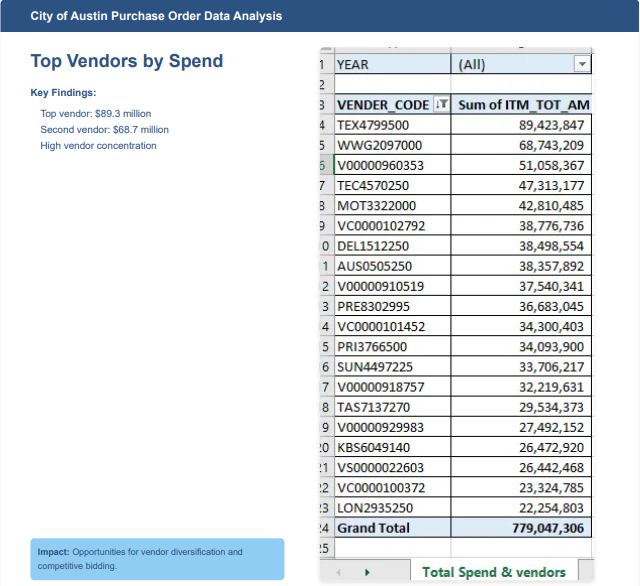 City of Austin Purchase Order Data Analysis
Top Vendors by Spend
Key Findings:
Top vendor: $89.3 million
Second vendor: $68.7 million
High vendor concentration
Impact: Opportunities for vendor diversification and
competitive bidding.
1 YEAR (All)
2
3 VENDER_CODE Sum of ITM_TOT_AM
4 TEX4799500 89,423,847
5 WWG2097000 68,743,209
6 V00000960353 51,058,367
7 TEC4570250 47,313,177
8 MOT3322000 42,810,485
9 VC0000102792 38,776,736
0 DEL1512250 38,498,554
1 AUS0505250 38,357,892
2 V00000910519 37,540,341
3 PRE8302995 36,683,045
4 VC0000101452 34,300,403
5 PRI3766500 34,093,900
6 SUN4497225 33,706,217
7 V00000918757 32,219,631
8 TAS7137270 29,534,373
9 V00000929983 27,492,152
20 KBS6049140 26,472,920
21 VS0000022603 26,442,468
22 VC0000100372 23,324,785
23 LON2935250 22,254,803
24 Grand Total 779,047,306
25
Total Spend & vendors